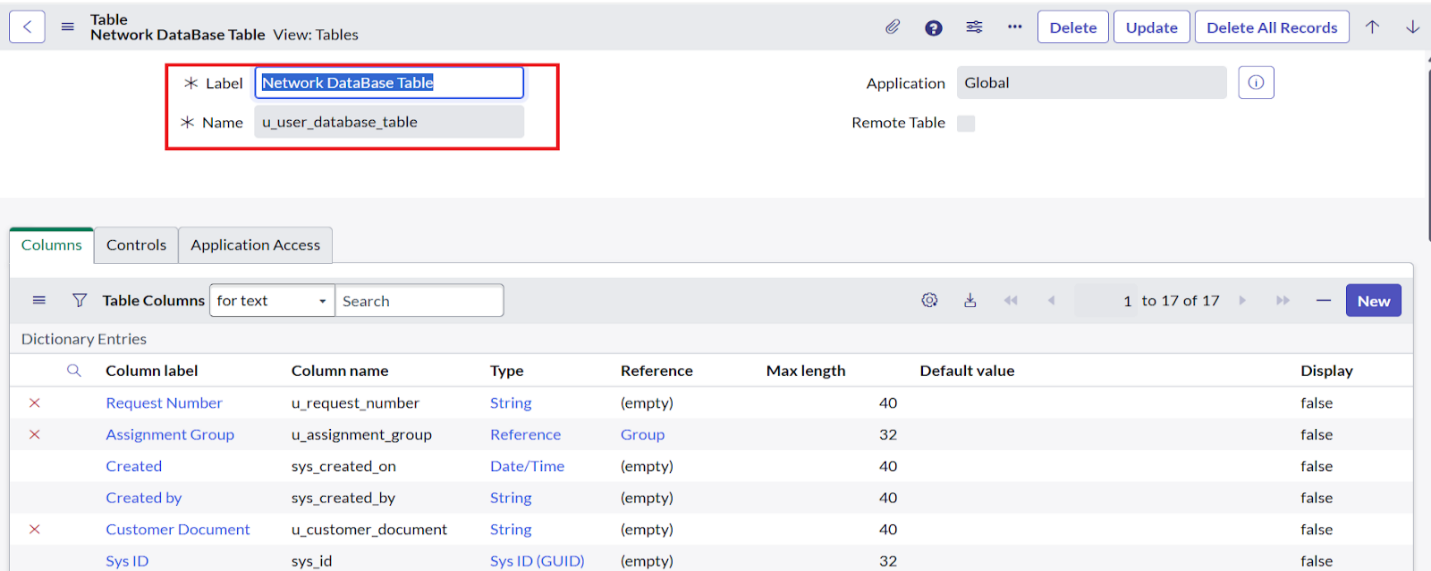 Table
Network DataBase Table View: Tables
Delete Update Delete All Records
Label Network DataBase Table
Application Global
Name u_user_database_table
Remote Table
Columns Controls Application Access
Table Columns for text Search 1 to 17 of 17 New
Dictionary Entries
Column label Column name Type Reference Max length Default value Display
Request Number u_request_number String (empty) 40 false
Assignment Group u_assignment_group Reference Group 32 false
Created sys_created_on Date/Time (empty) 40 false
Created by sys_created_by String (empty) 40 false
Customer Document u_customer_document String (empty) 40 false
Sys ID sys_id Sys ID (GUID) (empty) 32 false